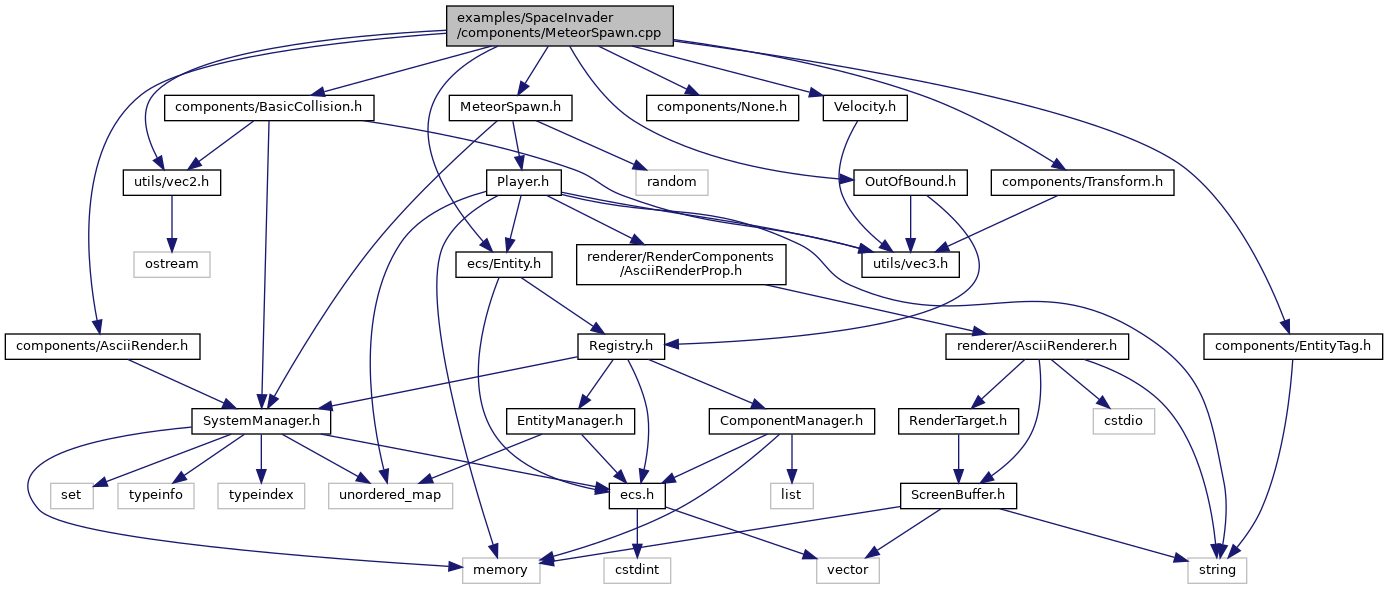 examples/SpaceInvader
/components/MeteorSpawn.cpp
components/BasicCollision.h
MeteorSpawn.h
components/None.h
Velocity.h
utils/vec2.h
Player.h
random
OutOfBound.h
components/Transform.h
ostream
ecs/Entity.h
renderer/RenderComponents
/AsciiRenderProp.h
utils/vec3.h
components/AsciiRender.h
Registry.h
renderer/AsciiRenderer.h
components/EntityTag.h
SystemManager.h
EntityManager.h
ComponentManager.h
RenderTarget.h
cstdio
set
typeinfo
typeindex
unordered_map
ecs.h
list
ScreenBuffer.h
memory
cstdint
vector
string